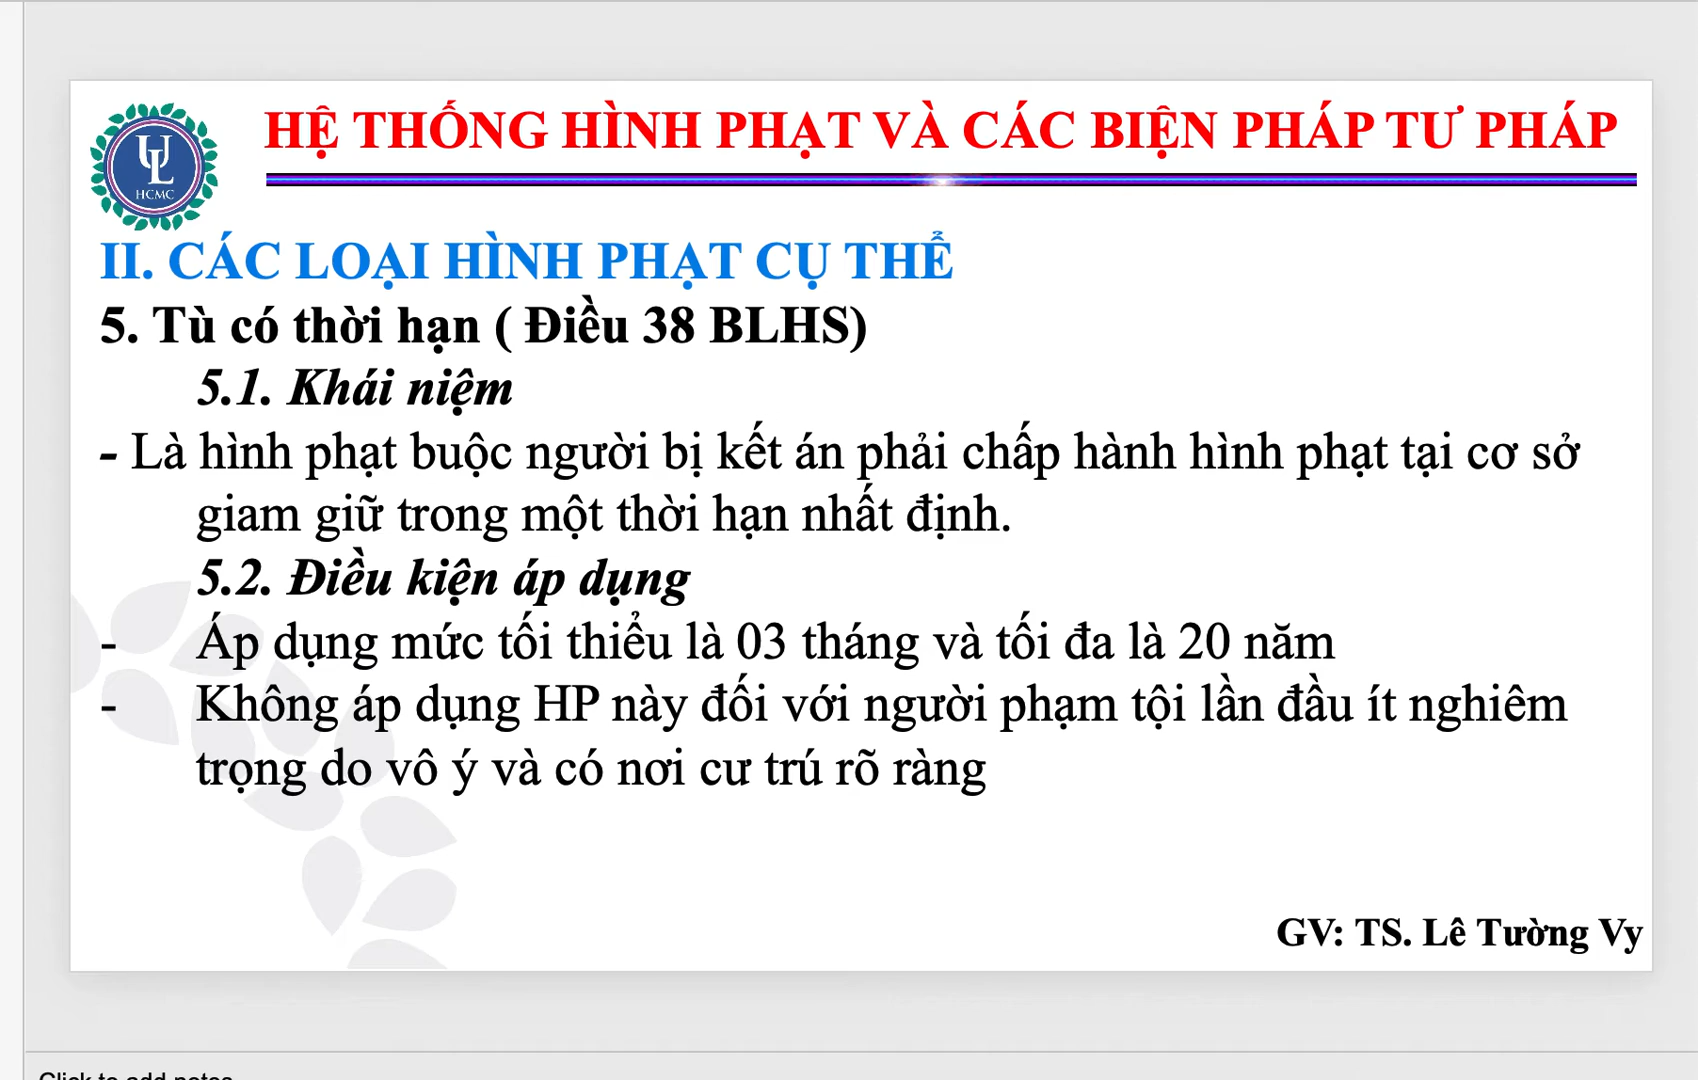 HỆ THỐNG HÌNH PHẠT VÀ CÁC BIỆN PHÁP TƯ PHÁP
UL
HCMC
II. CÁC LOẠI HÌNH PHẠT CỤ THỂ
5. Tù có thời hạn ( Điều 38 BLHS)
5.1. Khái niệm
- Là hình phạt buộc người bị kết án phải chấp hành hình phạt tại cơ sở
giam giữ trong một thời hạn nhất định.
5.2. Điều kiện áp dụng
- Áp dụng mức tối thiểu là 03 tháng và tối đa là 20 năm
- Không áp dụng HP này đối với người phạm tội lần đầu ít nghiêm
trọng do vô ý và có nơi cư trú rõ ràng
GV: TS. Lê Tường Vy
Click to add notes